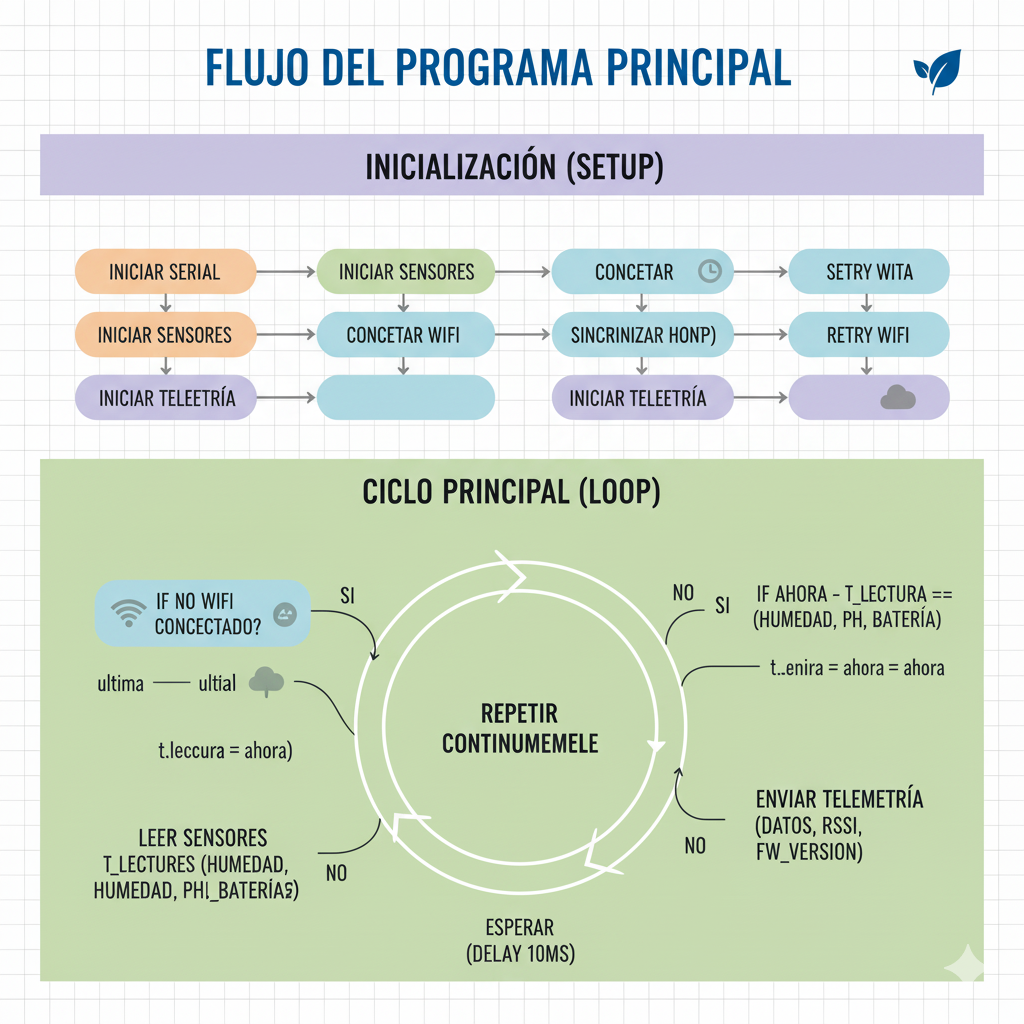 FLUJO DEL PROGRAMA PRINCIPAL
INICIALIZACIÓN (SETUP)
INICIAR SERIAL
INICIAR SENSORES
CONCETAR
SETRY WITA
INICIAR SENSORES
CONCETAR WIFI
SINCRINIZAR HONP)
RETRY WIFI
INICIAR TELEETRÍA
INICIAR TELEETRÍA
CICLO PRINCIPAL (LOOP)
IF NO WIFI
CONCECTADO?
SI
NO
SI
IF AHORA - T_LECTURA ==
(HUMEDAD, PH, BATERÍA)
ultima
ultial
t..enira = ahora = ahora
t.leccura = ahora)
REPETIR
CONTINUMEMELE
LEER SENSORES
T_LECTURES (HUMEDAD,
HUMEDAD,
NO
ENVIAR TELEMETRÍA
(DATOS, RSSI,
FW_VERSION)
NO
ESPERAR
(DELAY 10MS)